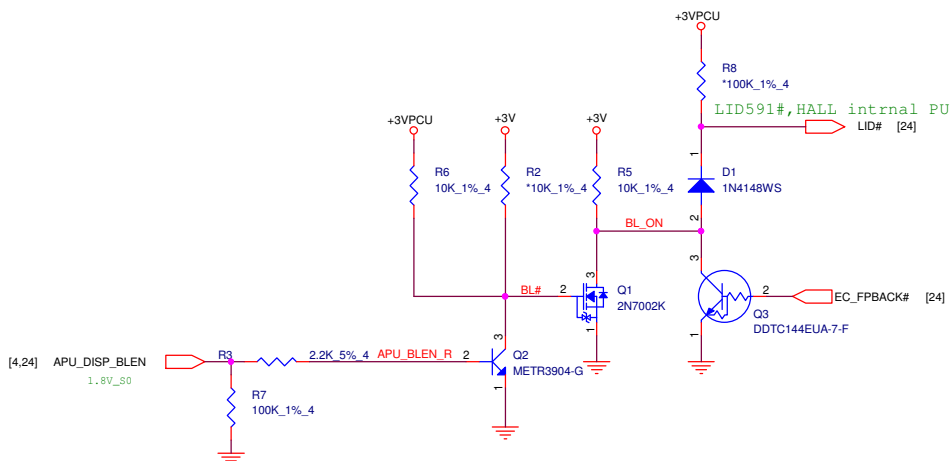 +3VPCU
R8
*100K_1%_4
LID591#,HALL intrnal PU
LID# [24]
+3VPCU
+3V
+3V
R6
10K_1%_4
R2
*10K_1%_4
R5
10K_1%_4
1
D1
1N4148WS
2
BL_ON
3
3
BL#
2
Q1
2N7002K
1
2
EC_FPBACK# [24]
Q3
DDTC144EUA-7-F
1
3
[4,24] APU_DISP_BLEN
R3
2.2K_5%_4
APU_BLEN_R
2
Q2
METR3904-G
1
1.8V_S0
R7
100K_1%_4